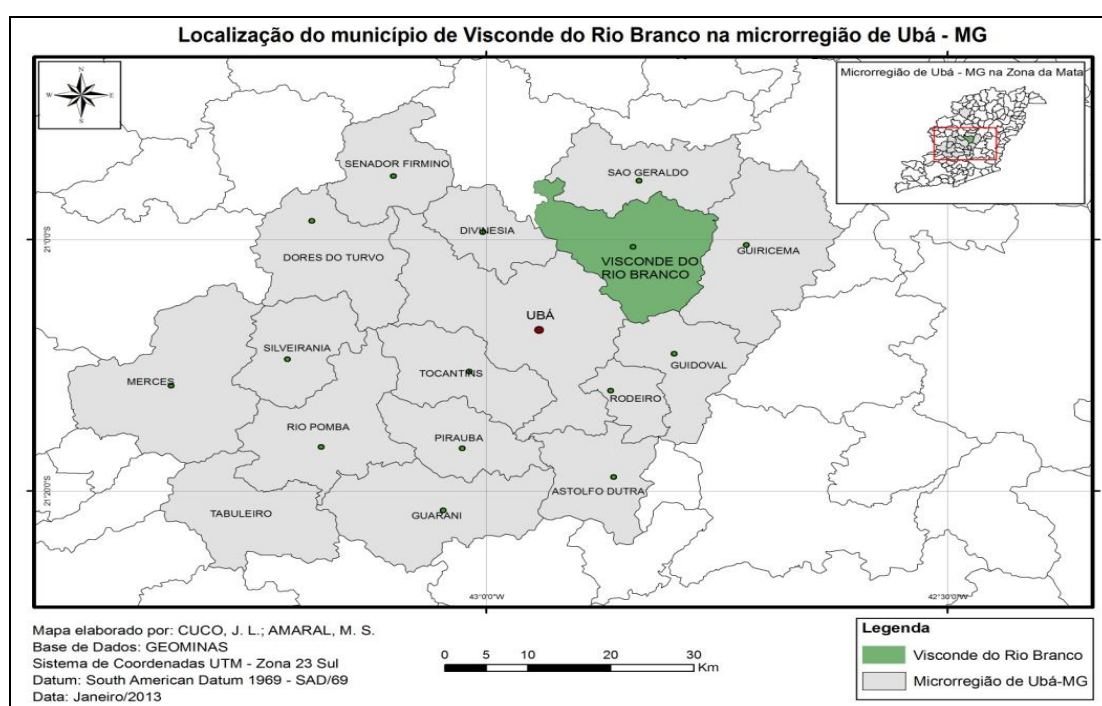 Localização do município de Visconde do Rio Branco na microrregião de Ubá - MG
N
W
E
S
Microrregião de Ubá - MG na Zona da Mata
SENADOR FIRMINO
SAO GERALDO
DIVINESIA
21°0'0"S
DORES DO TURVO
VISCONDE DO
RIO BRANCO
GUIRICEMA
UBÁ
SILVEIRANIA
MERCES
TOCANTINS
GUIDOVAL
RODEIRO
RIO POMBA
PIRAUBA
21°20'0"S
ASTOLFO DUTRA
TABULEIRO
GUARANI
43°0'0"W
42°30'0"W
Mapa elaborado por: CUCO, J. L.; AMARAL, M. S.
Base de Dados: GEOMINAS
Sistema de Coordenadas UTM - Zona 23 Sul
Datum: South American Datum 1969 - SAD/69
Data: Janeiro/2013
0 5 10 20 30
Km
Legenda
Visconde do Rio Branco
Microrregião de Ubá-MG